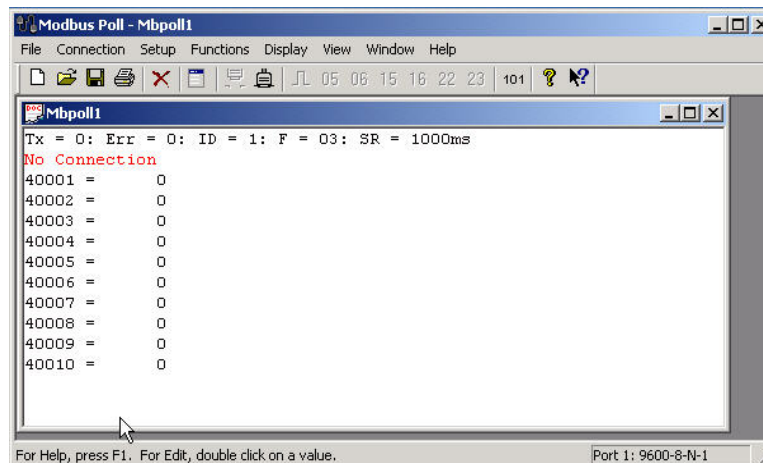 Modbus Poll - Mbpoll1
File Connection Setup Functions Display View Window Help
05 06 15 16 22 23 101
Mbpoll1
Tx = 0: Err = 0: ID = 1: F = 03: SR = 1000ms
No Connection
40001 = 0
40002 = 0
40003 = 0
40004 = 0
40005 = 0
40006 = 0
40007 = 0
40008 = 0
40009 = 0
40010 = 0
For Help, press F1. For Edit, double click on a value. Port 1: 9600-8-N-1